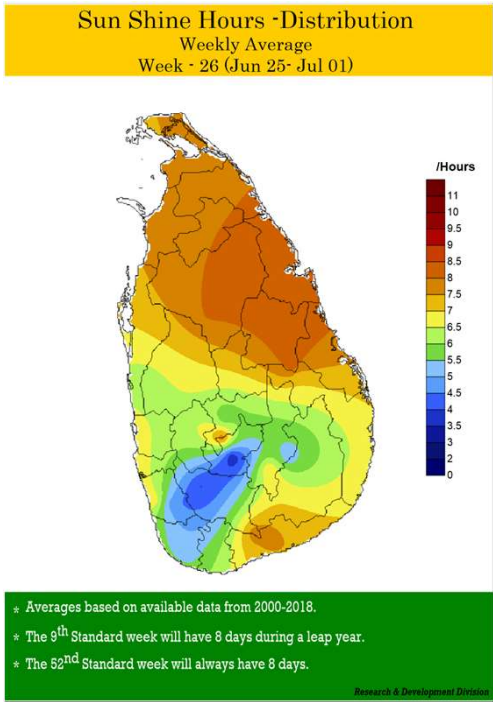 Sun Shine Hours -Distribution
Weekly Average
Week - 26 (Jun 25- Jul 01)
/Hours
11
10
9.5
9
8.5
8
7.5
7
6.5
6
5.5
5
4.5
4
3.5
3
2
0
* Averages based on available data from 2000-2018.
* The 9th Standard week will have 8 days during a leap year.
* The 52nd Standard week will always have 8 days.
Research & Development Division